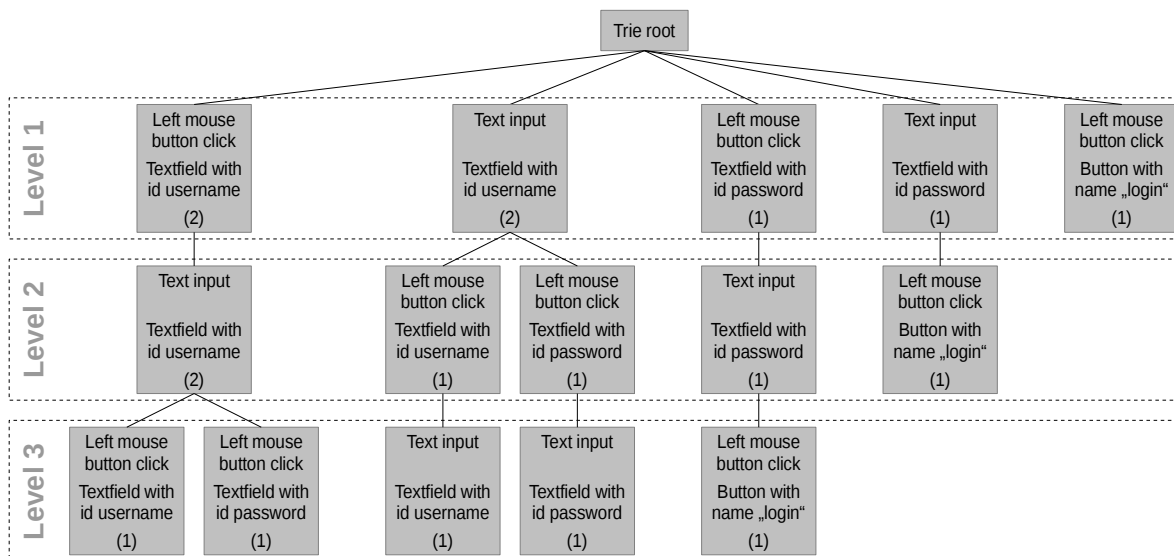 Trie root
Level 1
Left mouse
button click
Textfield with
id username
(2)
Text input
Textfield with
id username
(2)
Left mouse
button click
Textfield with
id password
(1)
Text input
Textfield with
id password
(1)
Left mouse
button click
Button with
name „login“
(1)
Level 2
Text input
Textfield with
id username
(2)
Left mouse
button click
Textfield with
id username
(1)
Left mouse
button click
Textfield with
id password
(1)
Text input
Textfield with
id password
(1)
Left mouse
button click
Button with
name „login“
(1)
Level 3
Left mouse
button click
Textfield with
id username
(1)
Left mouse
button click
Textfield with
id password
(1)
Text input
Textfield with
id username
(1)
Text input
Textfield with
id password
(1)
Left mouse
button click
Button with
name „login“
(1)